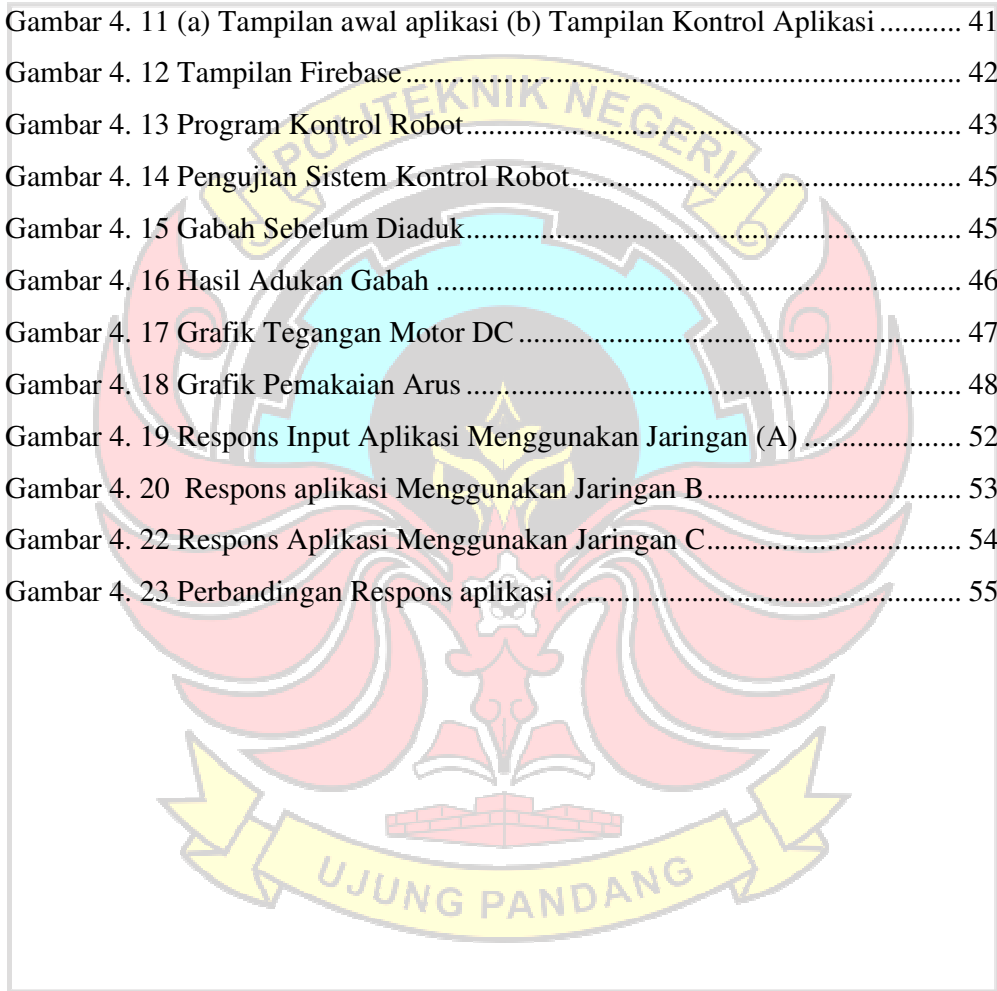 Gambar 4. 11 (a) Tampilan awal aplikasi (b) Tampilan Kontrol Aplikasi ........... 41
Gambar 4. 12 Tampilan Firebase ................................................................ 42
Gambar 4. 13 Program Kontrol Robot ......................................................... 43
Gambar 4. 14 Pengujian Sistem Kontrol Robot ............................................ 45
Gambar 4. 15 Gabah Sebelum Diaduk ......................................................... 45
Gambar 4. 16 Hasil Adukan Gabah ............................................................. 46
Gambar 4. 17 Grafik Tegangan Motor DC ................................................... 47
Gambar 4. 18 Grafik Pemakaian Arus ......................................................... 48
Gambar 4. 19 Respons Input Aplikasi Menggunakan Jaringan (A) .................. 52
Gambar 4. 20  Respons aplikasi Menggunakan Jaringan B ............................. 53
Gambar 4. 22 Respons Aplikasi Menggunakan Jaringan C ............................. 54
Gambar 4. 23 Perbandingan Respons aplikasi ............................................... 55
POLITEKNIK NEGERI
UJUNG PANDANG